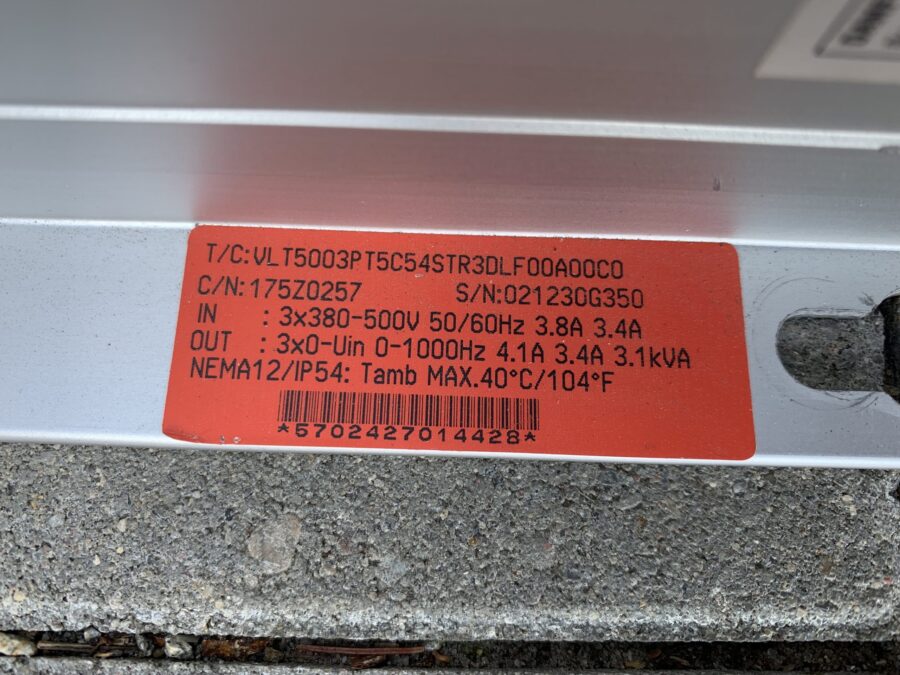 T/C:VLT5003PT5C54STR3DLF00A00C0
C/N:175Z0257 S/N:021230G350
IN : 3x380-500V 50/60Hz 3.8A 3.4A
OUT : 3x0-Uin 0-1000Hz 4.1A 3.4A 3.1kVA
NEMA12/IP54: Tamb MAX.40°C/104°F
*5702427014428*